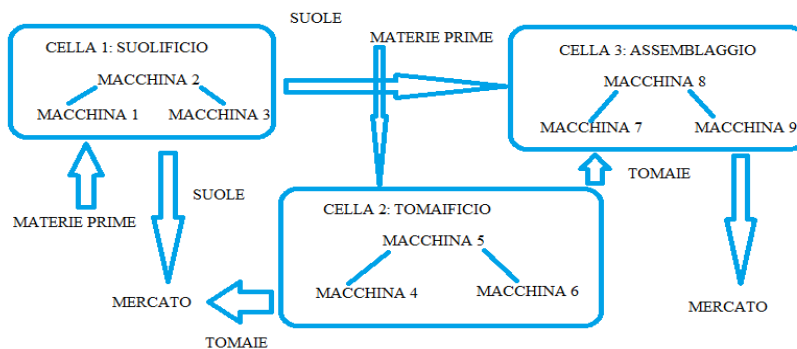 SUOLE
MATERIE PRIME
CELLA 1: SUOLIFICIO
MACCHINA 2
MACCHINA 1
MACCHINA 3
CELLA 3: ASSEMBLAGGIO
MACCHINA 8
MACCHINA 7
MACCHINA 9
MATERIE PRIME
SUOLE
TOMAIE
CELLA 2: TOMAIFICIO
MACCHINA 5
MACCHINA 4
MACCHINA 6
MERCATO
TOMAIE
MERCATO